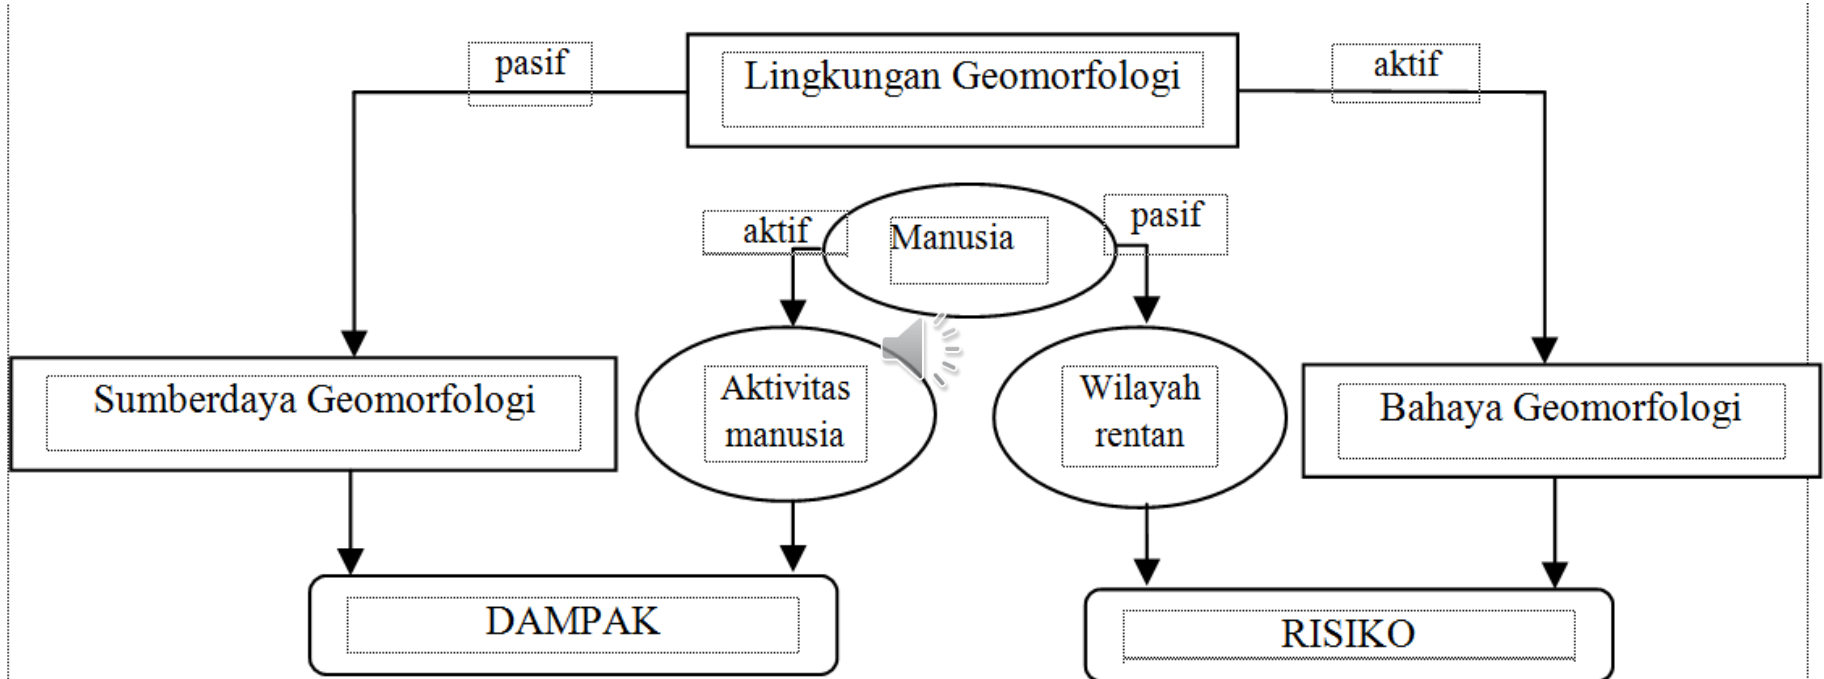 pasif
Lingkungan Geomorfologi
aktif
aktif
Manusia
pasif
Sumberdaya Geomorfologi
Aktivitas
manusia
Wilayah
rentan
Bahaya Geomorfologi
DAMPAK
RISIKO